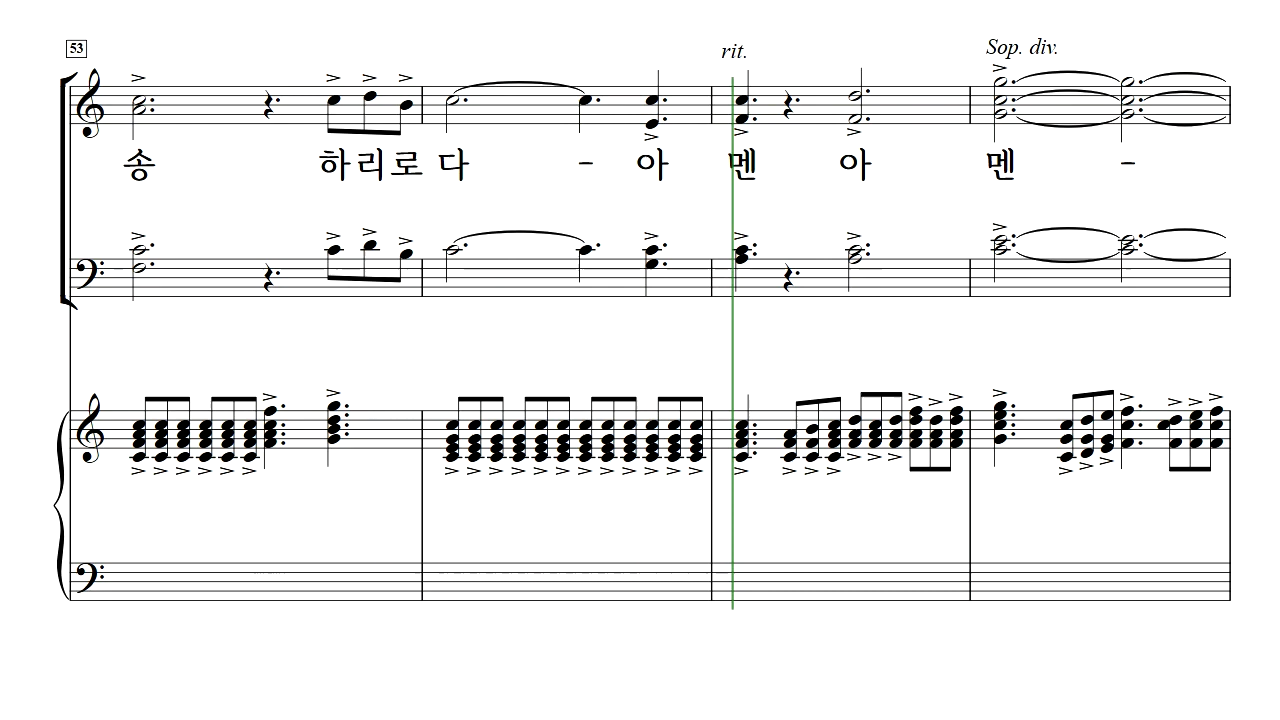 53
rit.
Sop. div.
송 하리로 다 - 아 멘 아 멘 -